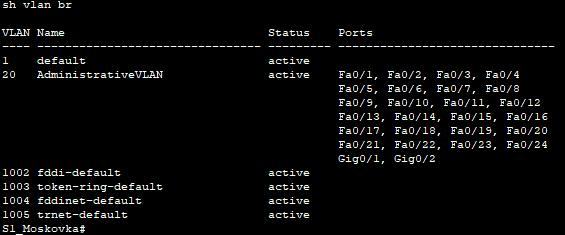 sh vlan br
VLAN Name                             Status    Ports
---- -------------------------------- --------- -------------------------------
1    default                          active
20   AdministrativeVLAN               active    Fa0/1, Fa0/2, Fa0/3, Fa0/4
                                                Fa0/5, Fa0/6, Fa0/7, Fa0/8
                                                Fa0/9, Fa0/10, Fa0/11, Fa0/12
                                                Fa0/13, Fa0/14, Fa0/15, Fa0/16
                                                Fa0/17, Fa0/18, Fa0/19, Fa0/20
                                                Fa0/21, Fa0/22, Fa0/23, Fa0/24
                                                Gig0/1, Gig0/2
1002 fddi-default                     active
1003 token-ring-default               active
1004 fddinet-default                  active
1005 trnet-default                    active
S1_Moskovka#